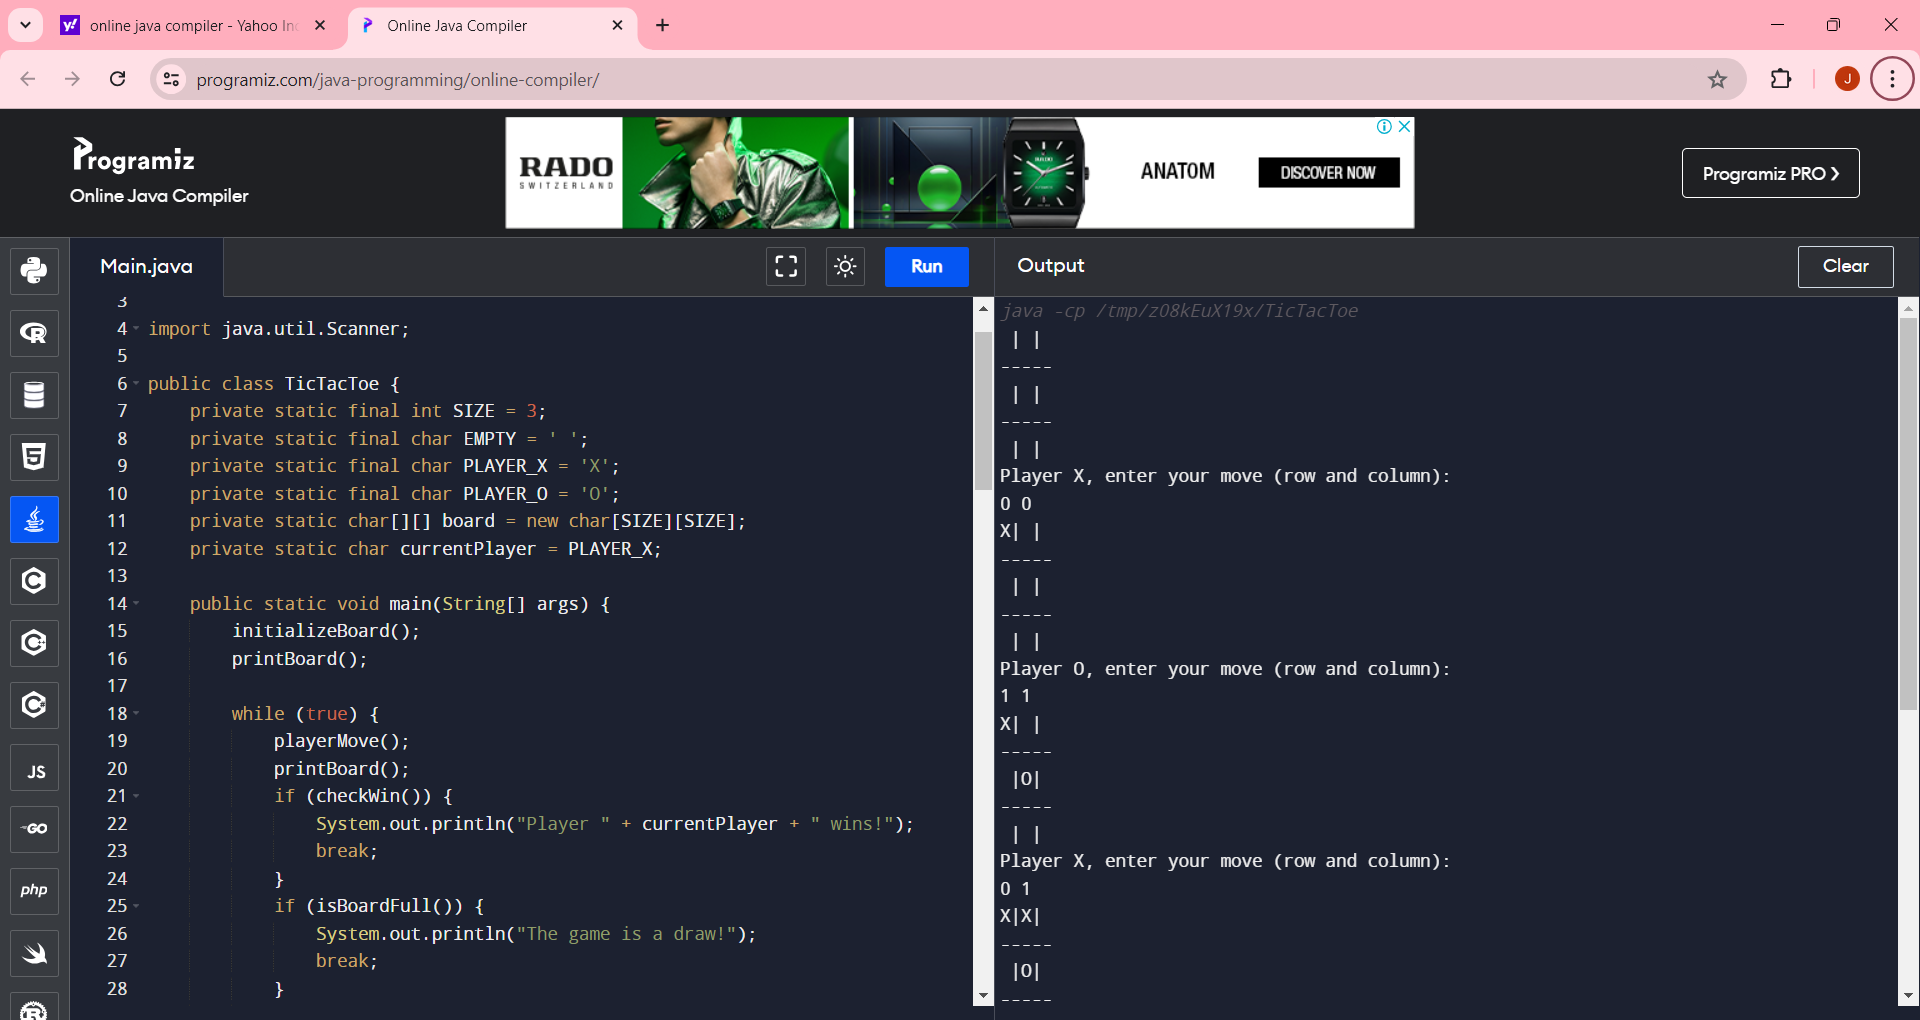 online java compiler - Yahoo In
Online Java Compiler
programiz.com/java-programming/online-compiler/
J
Programiz
Online Java Compiler
RADO
SWITZERLAND
ANATOM
DISCOVER NOW
Programiz PRO
Main.java
Run
Output
Clear
JS
GO
php
3
4 import java.util.Scanner;
5
6 public class TicTacToe {
7     private static final int SIZE = 3;
8     private static final char EMPTY = ' ';
9     private static final char PLAYER_X = 'X';
10     private static final char PLAYER_O = 'O';
11     private static char[][] board = new char[SIZE][SIZE];
12     private static char currentPlayer = PLAYER_X;
13
14     public static void main(String[] args) {
15         initializeBoard();
16         printBoard();
17
18         while (true) {
19             playerMove();
20             printBoard();
21             if (checkWin()) {
22                 System.out.println("Player " + currentPlayer + " wins!");
23                 break;
24             }
25             if (isBoardFull()) {
26                 System.out.println("The game is a draw!");
27                 break;
28             }
java -cp /tmp/zO8kEuX19x/TicTacToe
 | |
-----
 | |
-----
 | |
Player X, enter your move (row and column):
0 0
X| |
-----
 | |
-----
 | |
Player O, enter your move (row and column):
1 1
X| |
-----
 |O|
-----
 | |
Player X, enter your move (row and column):
0 1
X|X|
-----
 |O|
-----